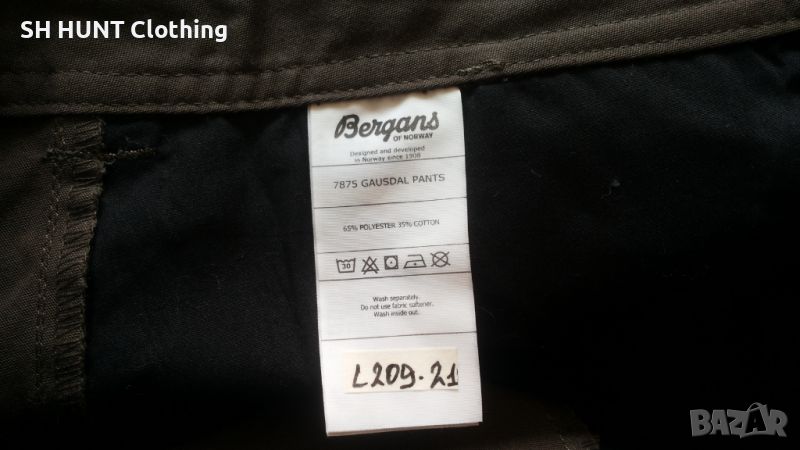 SH HUNT Clothing
Bergans
OF NORWAY
Designed and developed
in Norway since 1908
7875 GAUSDAL PANTS
65% POLYESTER 35% COTTON
30
Wash separately.
Do not use fabric softener.
Wash inside out.
L209.21
BAZAR